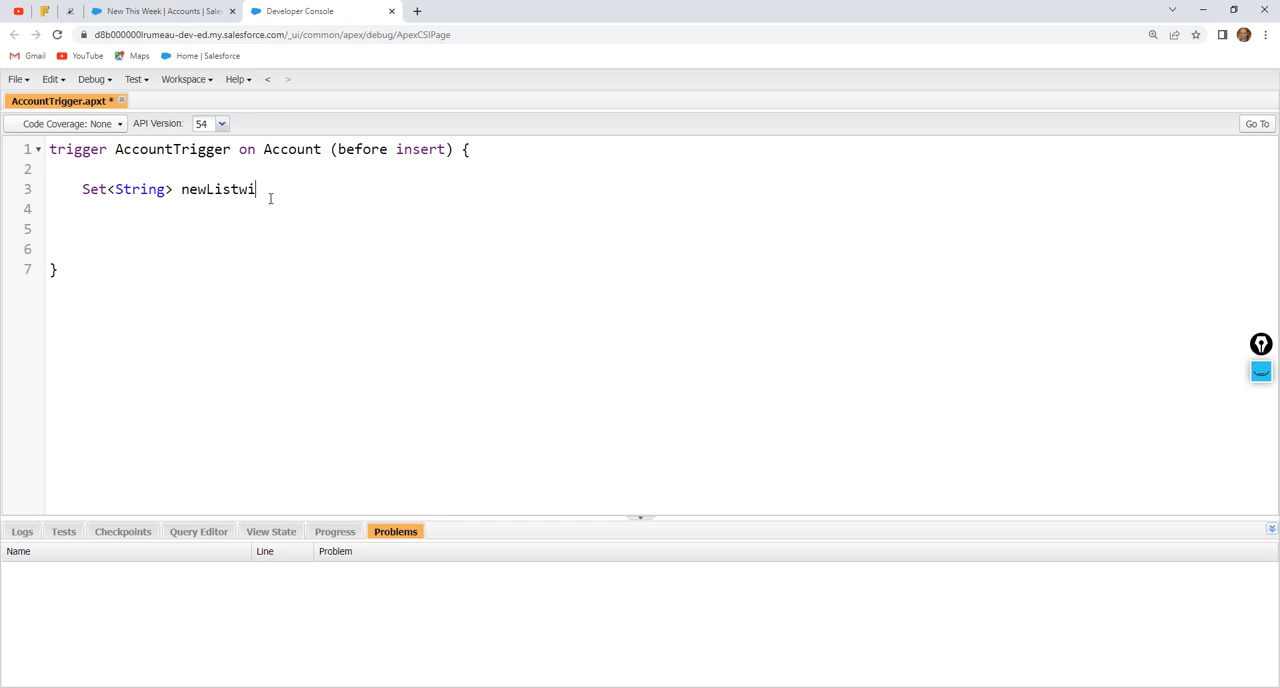 New This Week | Accounts | Sales
Developer Console
d8b000000lrumeau-dev-ed.my.salesforce.com/_ui/common/apex/debug/ApexCSIPage
Gmail YouTube Maps Home | Salesforce
File Edit Debug Test Workspace Help < >
AccountTrigger.apxt *
Code Coverage: None API Version: 54 Go To
1 trigger AccountTrigger on Account (before insert) {
2
3 Set<String> newListwi
4
5
6
7 }
Logs Tests Checkpoints Query Editor View State Progress Problems
Name Line Problem